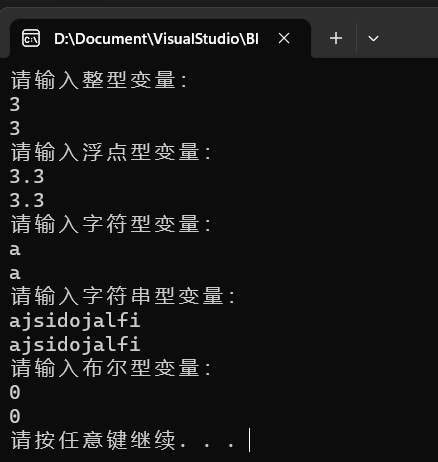 D:\Document\VisualStudio\Bl
请输入整型变量:
3
3
请输入浮点型变量:
3.3
3.3
请输入字符型变量:
a
a
请输入字符串型变量:
ajsidojalfi
ajsidojalfi
请输入布尔型变量:
0
0
请按任意键继续. . .